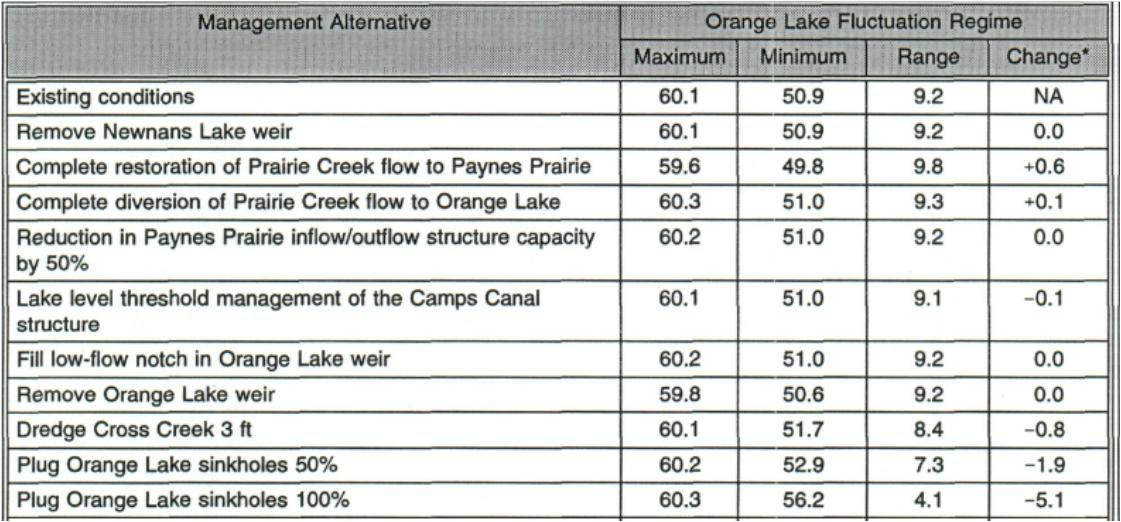 Management Alternative Orange Lake Fluctuation Regime
Maximum Minimum Range Change*
Existing conditions 60.1 50.9 9.2 NA
Remove Newnans Lake weir 60.1 50.9 9.2 0.0
Complete restoration of Prairie Creek flow to Paynes Prairie 59.6 49.8 9.8 +0.6
Complete diversion of Prairie Creek flow to Orange Lake 60.3 51.0 9.3 +0.1
Reduction in Paynes Prairie inflow/outflow structure capacity 60.2 51.0 9.2 0.0
by 50%
Lake level threshold management of the Camps Canal 60.1 51.0 9.1 −0.1
structure
Fill low-flow notch in Orange Lake weir 60.2 51.0 9.2 0.0
Remove Orange Lake weir 59.8 50.6 9.2 0.0
Dredge Cross Creek 3 ft 60.1 51.7 8.4 −0.8
Plug Orange Lake sinkholes 50% 60.2 52.9 7.3 −1.9
Plug Orange Lake sinkholes 100% 60.3 56.2 4.1 −5.1